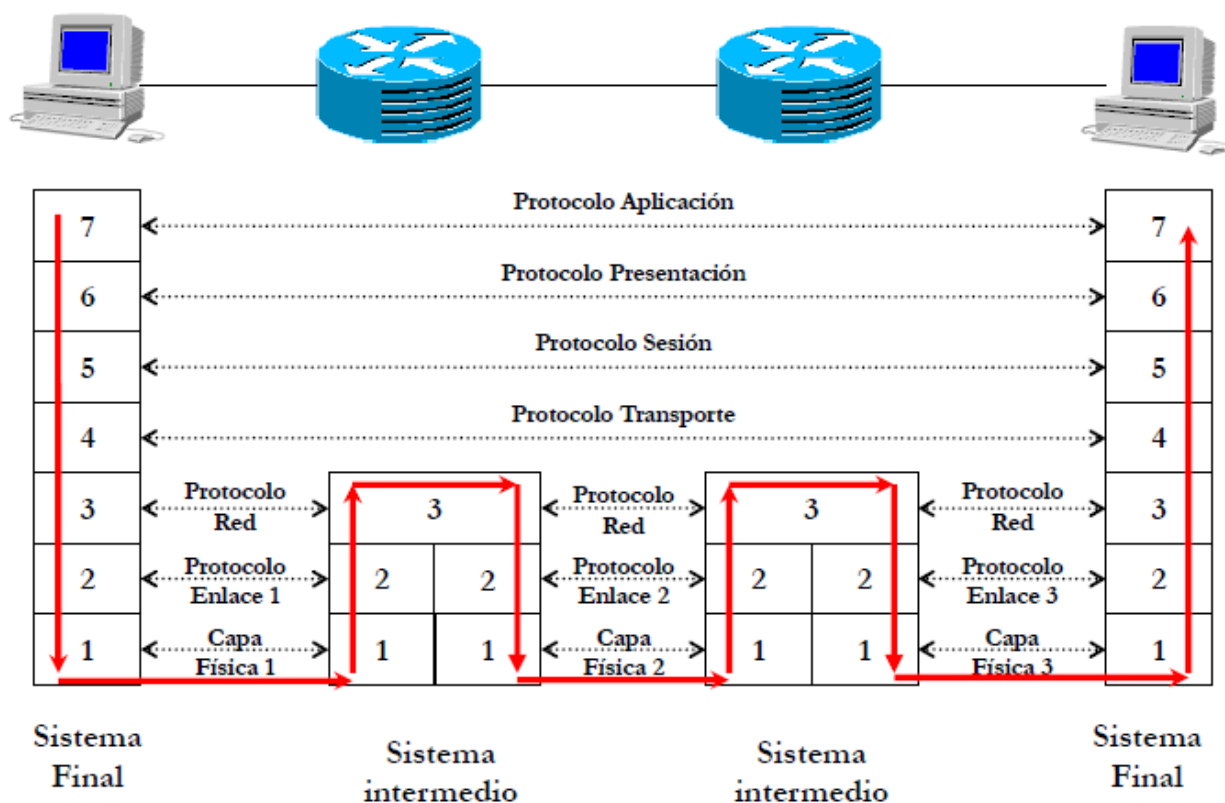 Protocolo Aplicación
7
7
Protocolo Presentación
6
6
Protocolo Sesión
5
5
Protocolo Transporte
4
4
3
Protocolo
Red
3
Protocolo
Red
3
Protocolo
Red
3
2
Protocolo
Enlace 1
2
2
Protocolo
Enlace 2
2
2
Protocolo
Enlace 3
2
1
Capa
Física 1
1
1
Capa
Física 2
1
1
Capa
Física 3
1
Sistema
Final
Sistema
intermedio
Sistema
intermedio
Sistema
Final